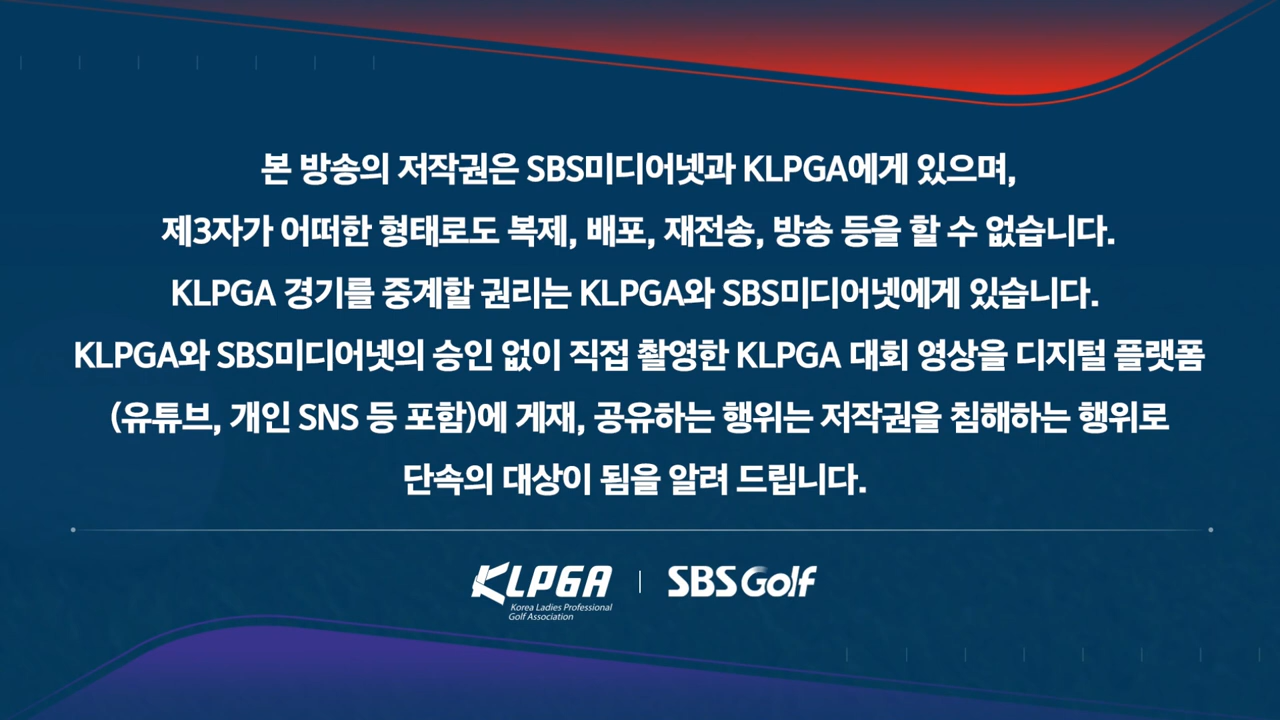 본 방송의 저작권은 SBS미디어넷과 KLPGA에게 있으며,
제3자가 어떠한 형태로도 복제, 배포, 재전송, 방송 등을 할 수 없습니다.
KLPGA 경기를 중계할 권리는 KLPGA와 SBS미디어넷에게 있습니다.
KLPGA와 SBS미디어넷의 승인 없이 직접 촬영한 KLPGA 대회 영상을 디지털 플랫폼
(유튜브, 개인 SNS 등 포함)에 게재, 공유하는 행위는 저작권을 침해하는 행위로
단속의 대상이 됨을 알려 드립니다.
KLPGA
Korea Ladies Professional
Golf Association
SBS Golf